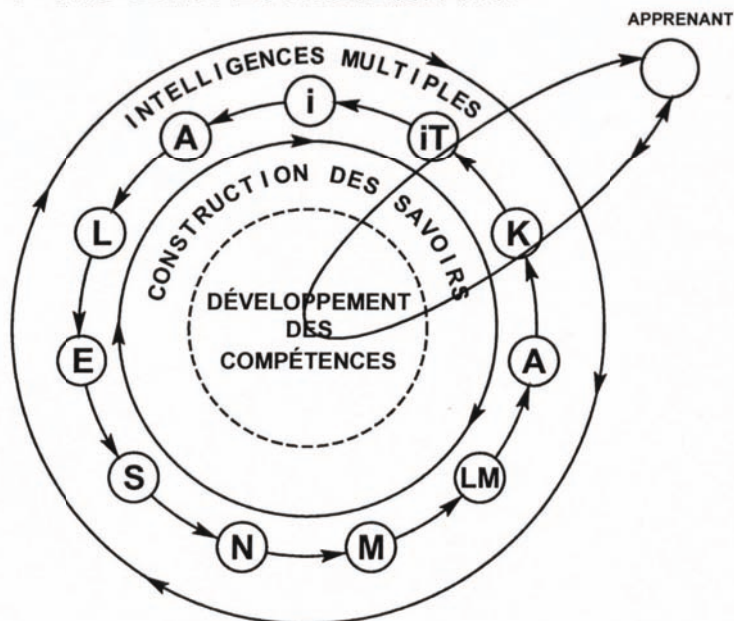 APPRENANT
INTELLIGENCES MULTIPLES
i
A
iT
L
K
CONSTRUCTION DES SAVOIRS
DÉVELOPPEMENT
DES
COMPÉTENCES
E
A
S
LM
N
M